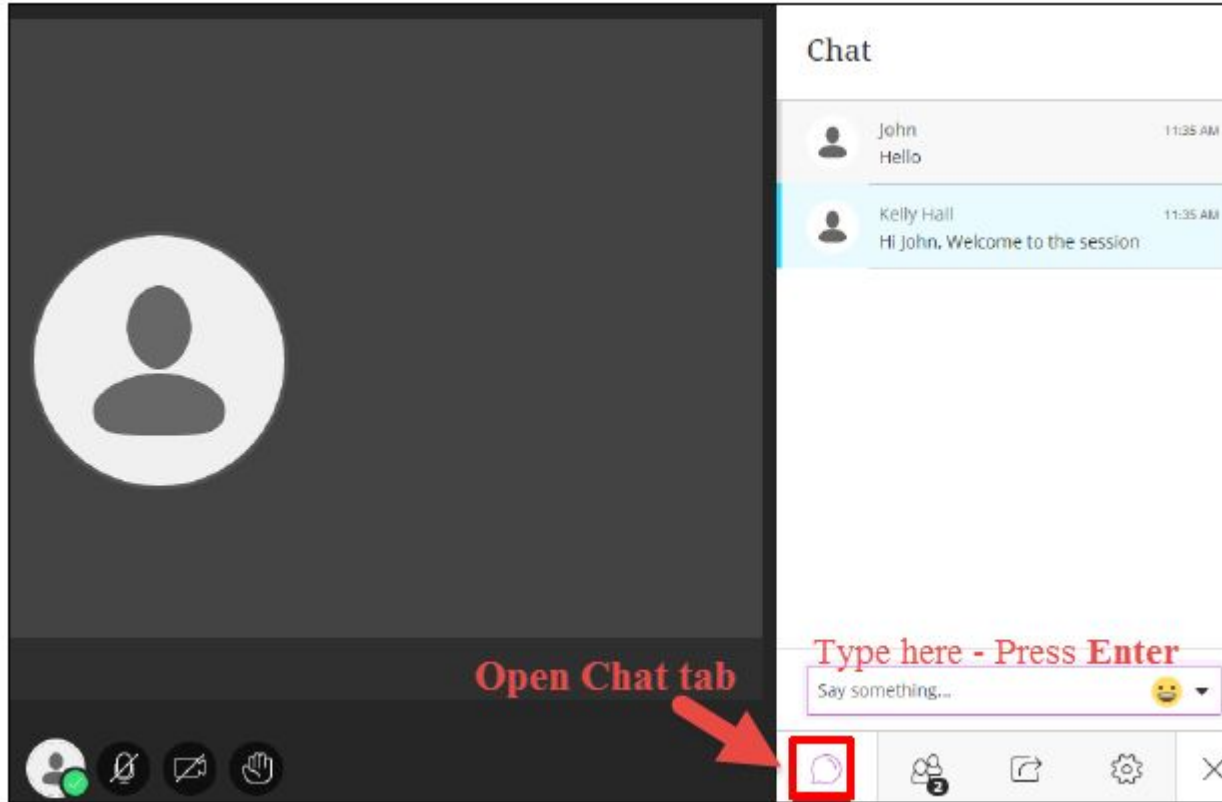 Chat
John 11:35 AM
Hello
Kelly Hall 11:35 AM
Hi John, Welcome to the session
Type here - Press Enter
Say something...
Open Chat tab
2